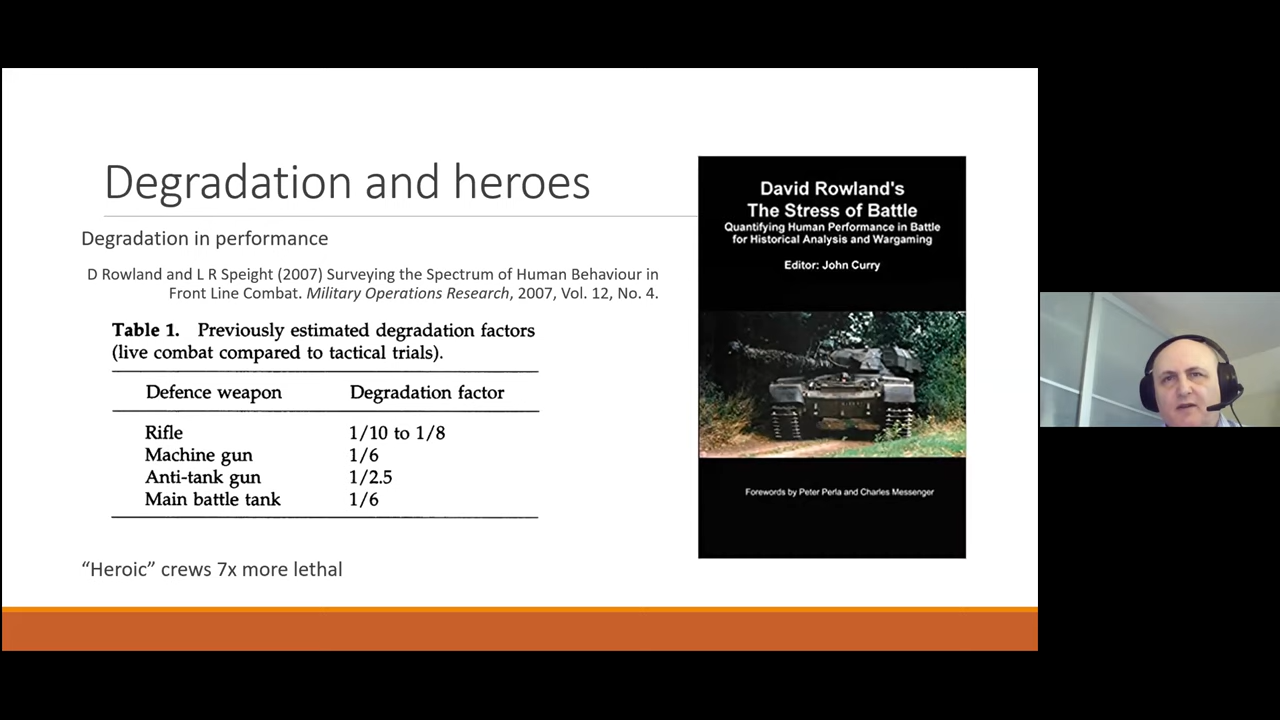 Degradation and heroes
Degradation in performance
D Rowland and L R Speight (2007) Surveying the Spectrum of Human Behaviour in
Front Line Combat. Military Operations Research, 2007, Vol. 12, No. 4.
Table 1. Previously estimated degradation factors
(live combat compared to tactical trials).
Defence weapon Degradation factor
Rifle 1/10 to 1/8
Machine gun 1/6
Anti-tank gun 1/2.5
Main battle tank 1/6
“Heroic” crews 7x more lethal
David Rowland's
The Stress of Battle
Quantifying Human Performance in Battle
for Historical Analysis and Wargaming
Editor: John Curry
Forewords by Peter Perla and Charles Messenger